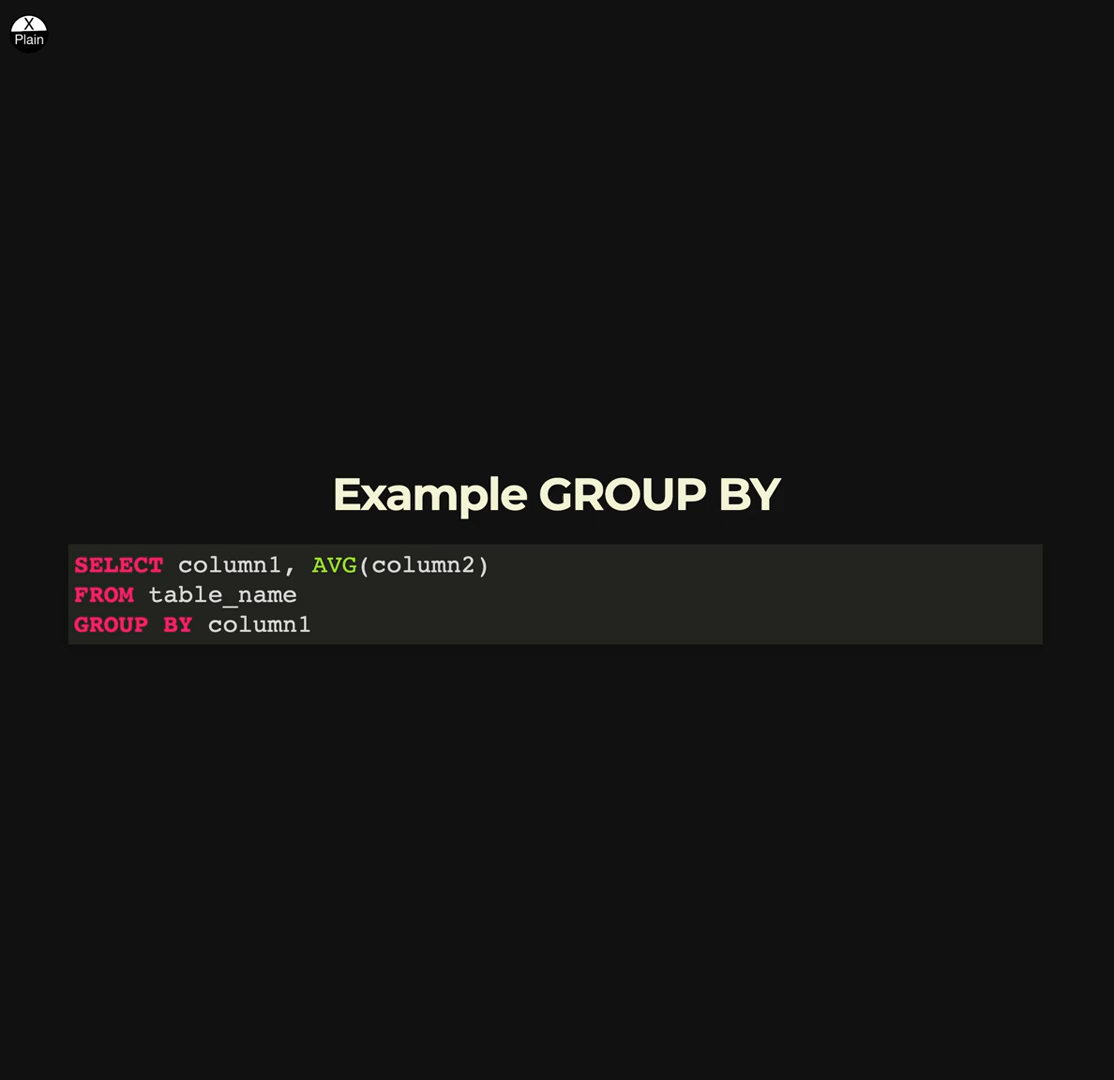 X
Plain
Example GROUP BY
SELECT column1, AVG(column2)
FROM table_name
GROUP BY column1